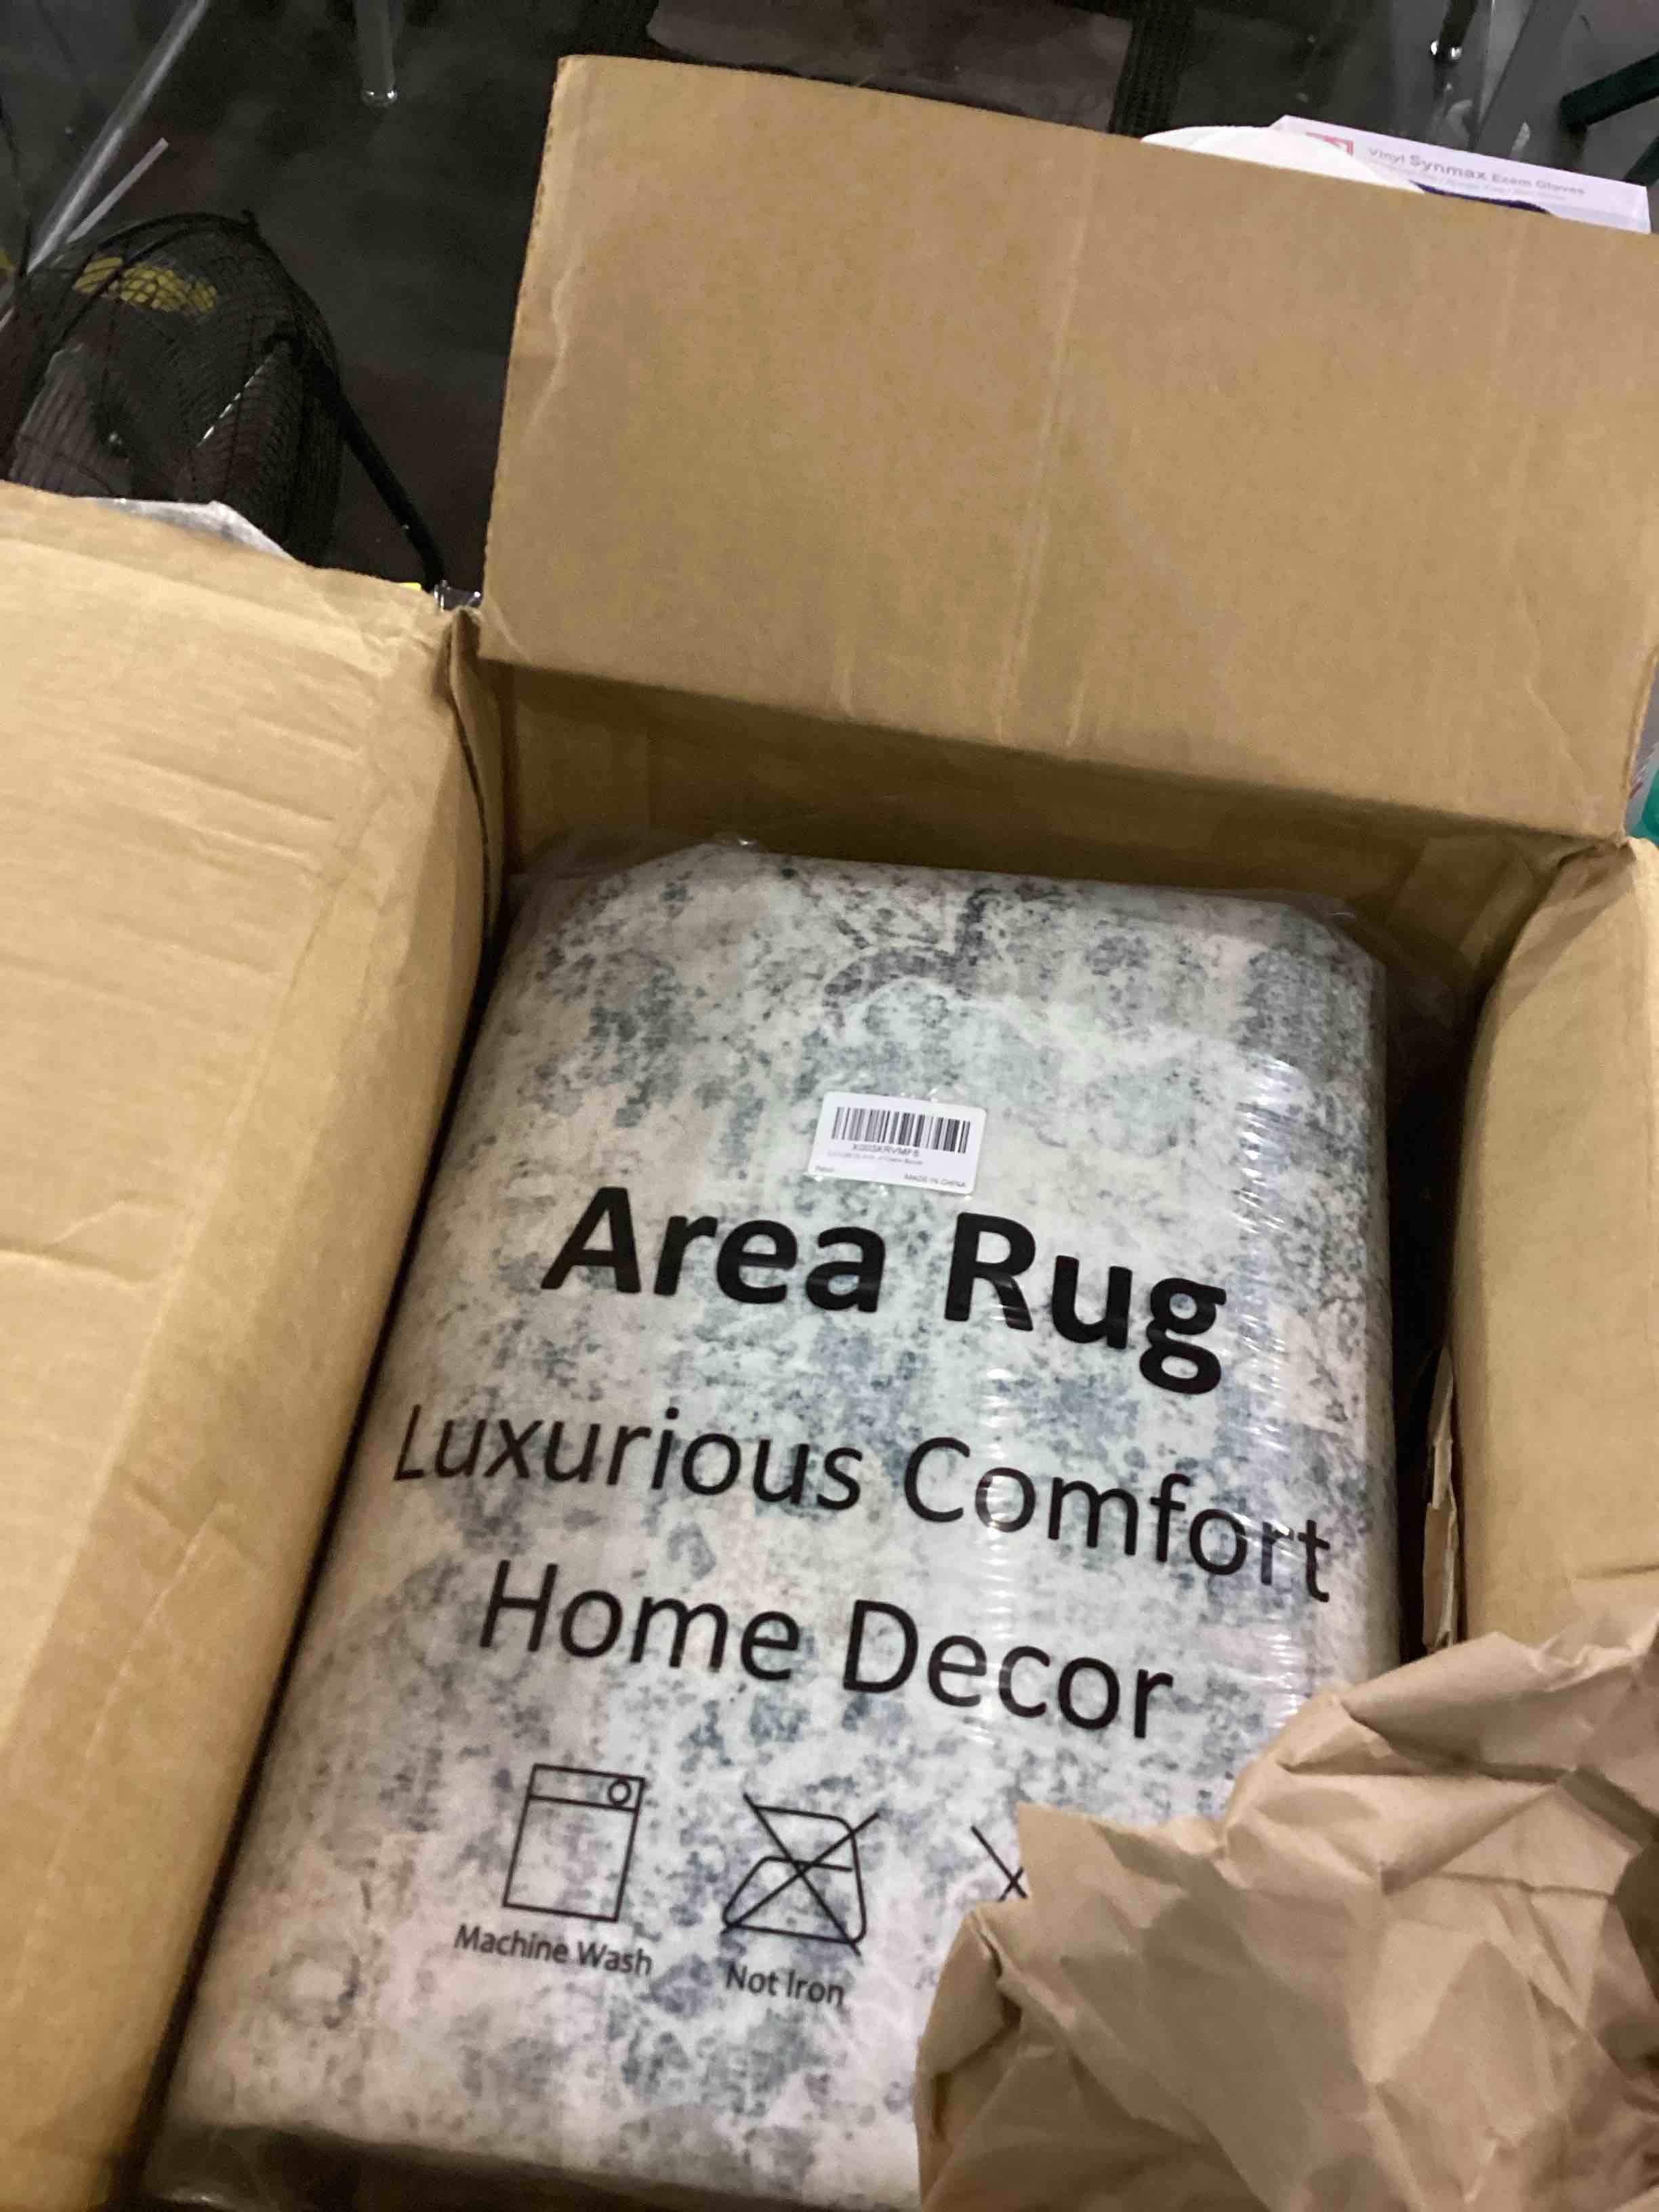 Vinyl Synmax Exam Gloves
MADE IN CHINA
Area Rug
Luxurious Comfort
Home Decor
Machine Wash
Not Iron